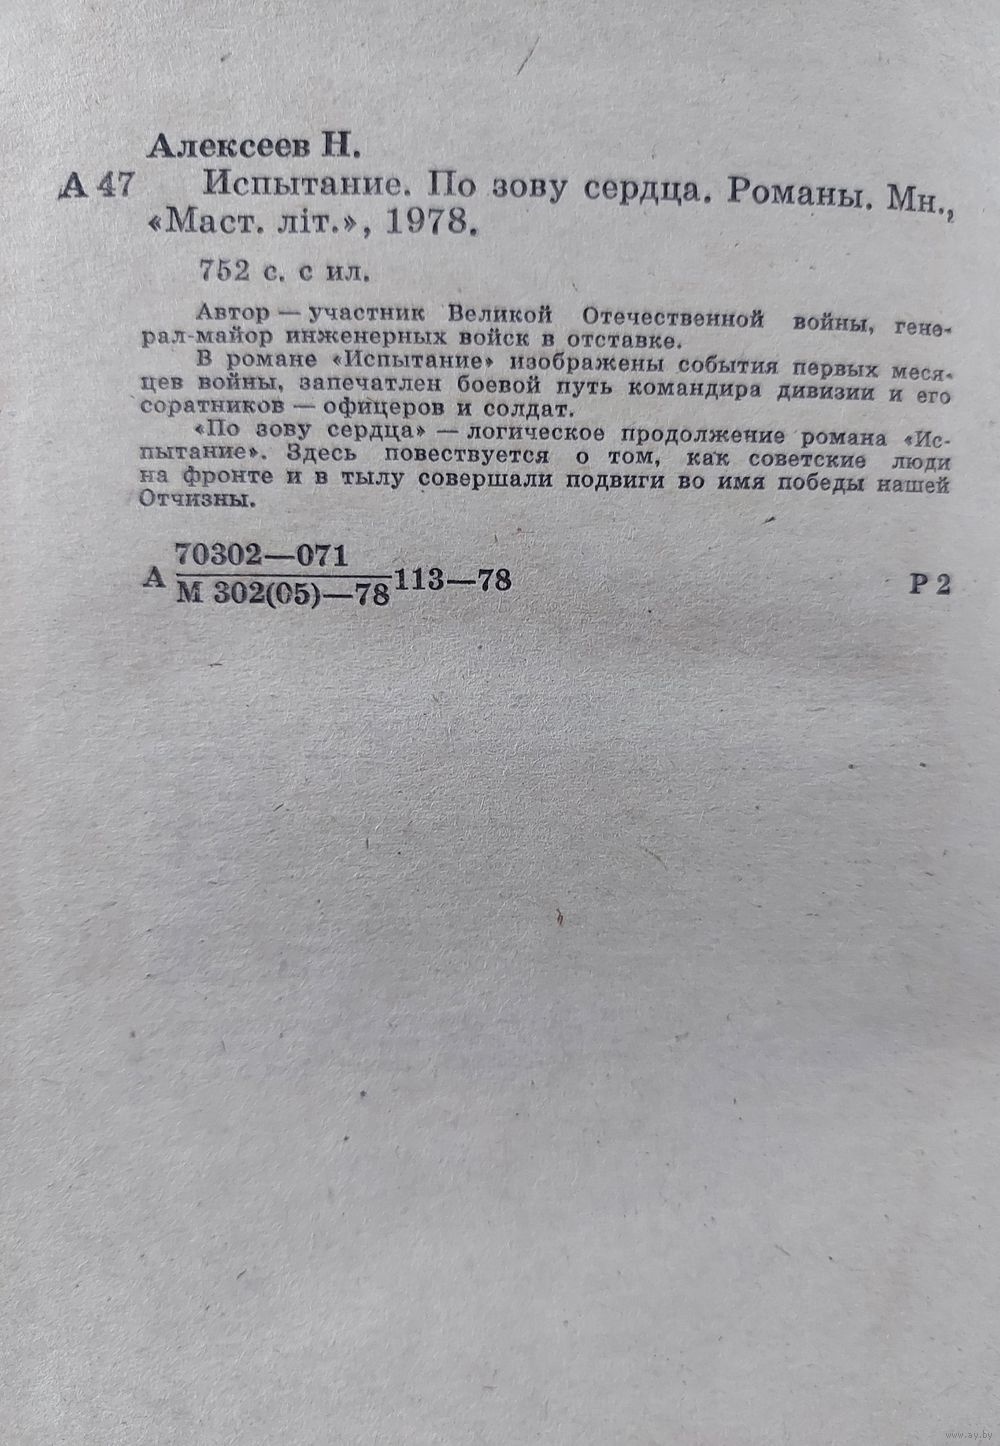 Алексеев Н.
А 47 Испытание. По зову сердца. Романы. Мн.,
«Маст. літ.», 1978.
752 с. с ил.
Автор — участник Великой Отечественной войны, гене-
рал-майор инженерных войск в отставке.
В романе «Испытание» изображены события первых меся-
цев войны, запечатлен боевой путь командира дивизии и его
соратников — офицеров и солдат.
«По зову сердца» — логическое продолжение романа «Ис-
пытание». Здесь повествуется о том, как советские люди
на фронте и в тылу совершали подвиги во имя победы нашей
Отчизны.
70302—071
А 113—78 Р 2
М 302(05)—78
www.ay.by